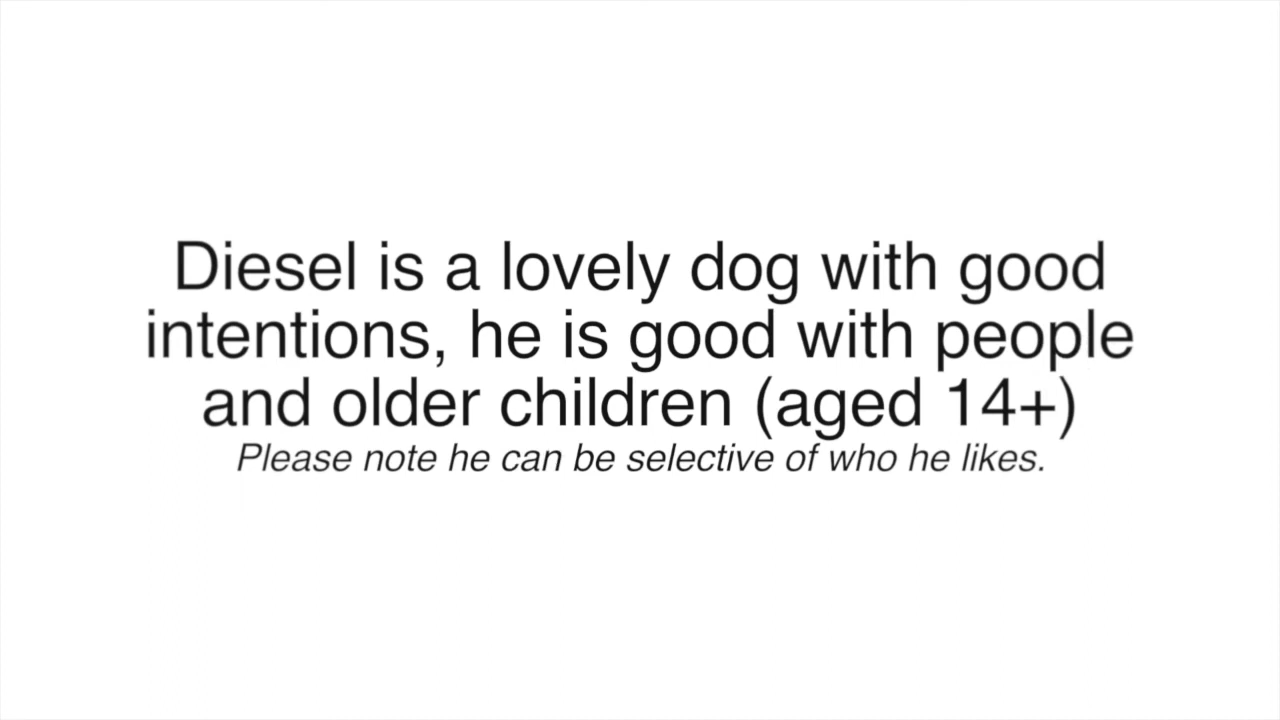 Diesel is a lovely dog with good
intentions, he is good with people
and older children (aged 14+)
Please note he can be selective of who he likes.